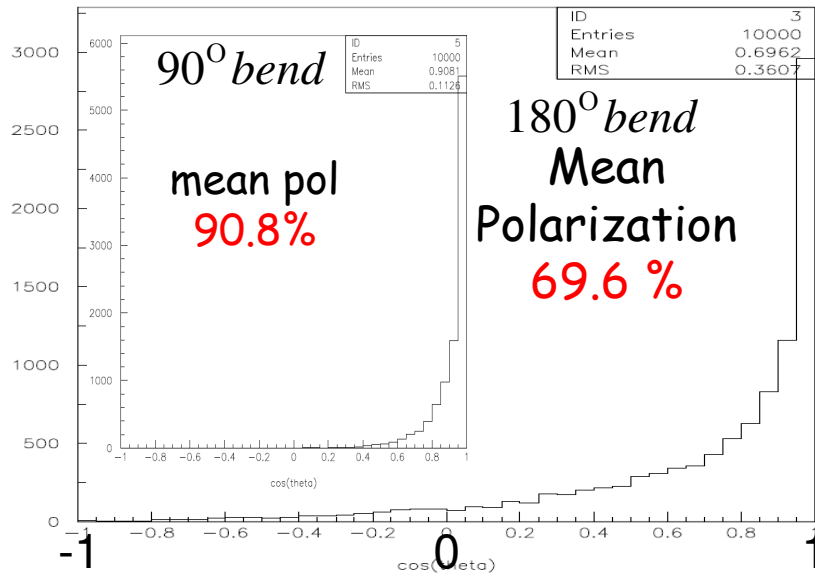 ID 3
Entries 10000
Mean 0.6962
RMS 0.3607
180° bend
Mean
Polarization
69.6 %
3000
2500
2000
1500
1000
500
0
-1 -0.8 -0.6 -0.4 -0.2 0 0.2 0.4 0.6 0.8 1
-1 0 1
cos(theta)
ID 5
Entries 10000
Mean 0.9081
RMS 0.1126
90° bend
mean pol
90.8%
6000
5000
4000
3000
2000
1000
0
-1 -0.8 -0.6 -0.4 -0.2 0 0.2 0.4 0.6 0.8 1
cos(theta)